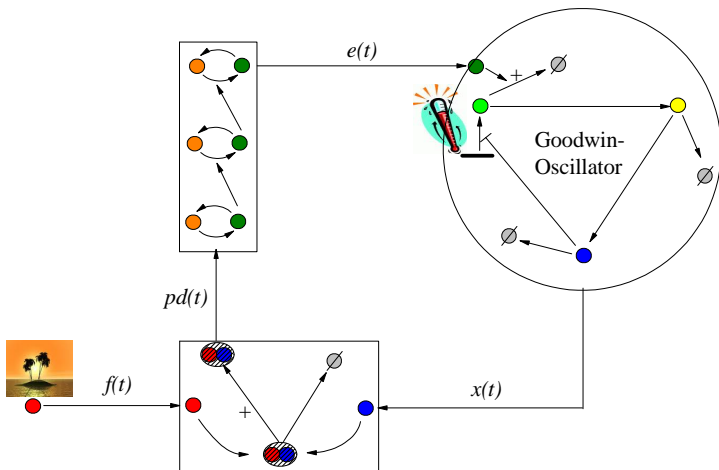 e(t)
+
Goodwin-
Oscillator
pd(t)
f(t)
+
x(t)